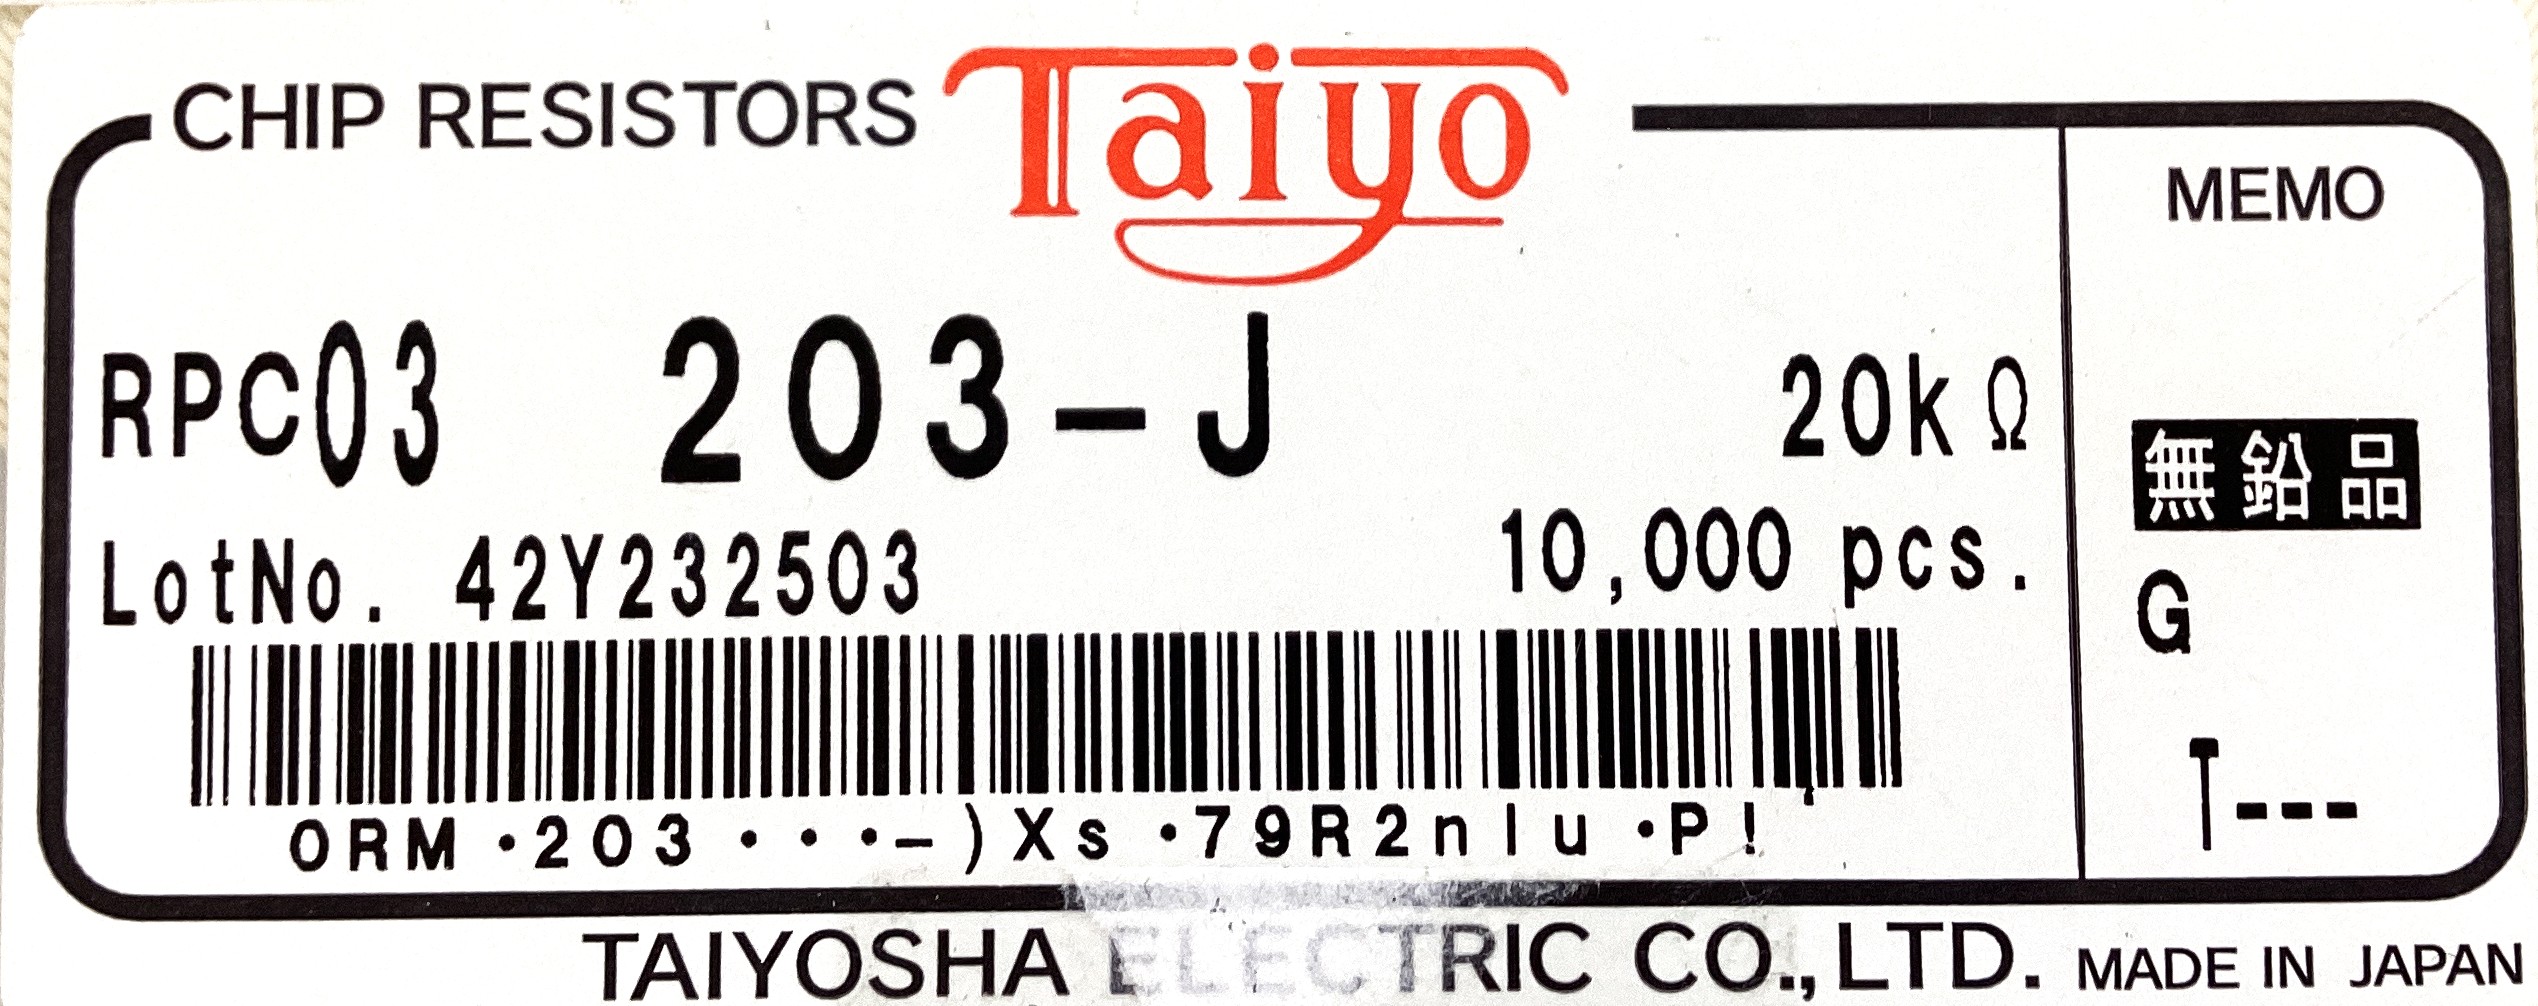 CHIP RESISTORS Taiyo
MEMO
RPC03 203-J 20kΩ
LotNo. 42Y232503 10,000 pcs.
ORM・203・・・-)Xs・79R2nlu・P!
無鉛品
G
T---
TAIYOSHA ELECTRIC CO.,LTD. MADE IN JAPAN